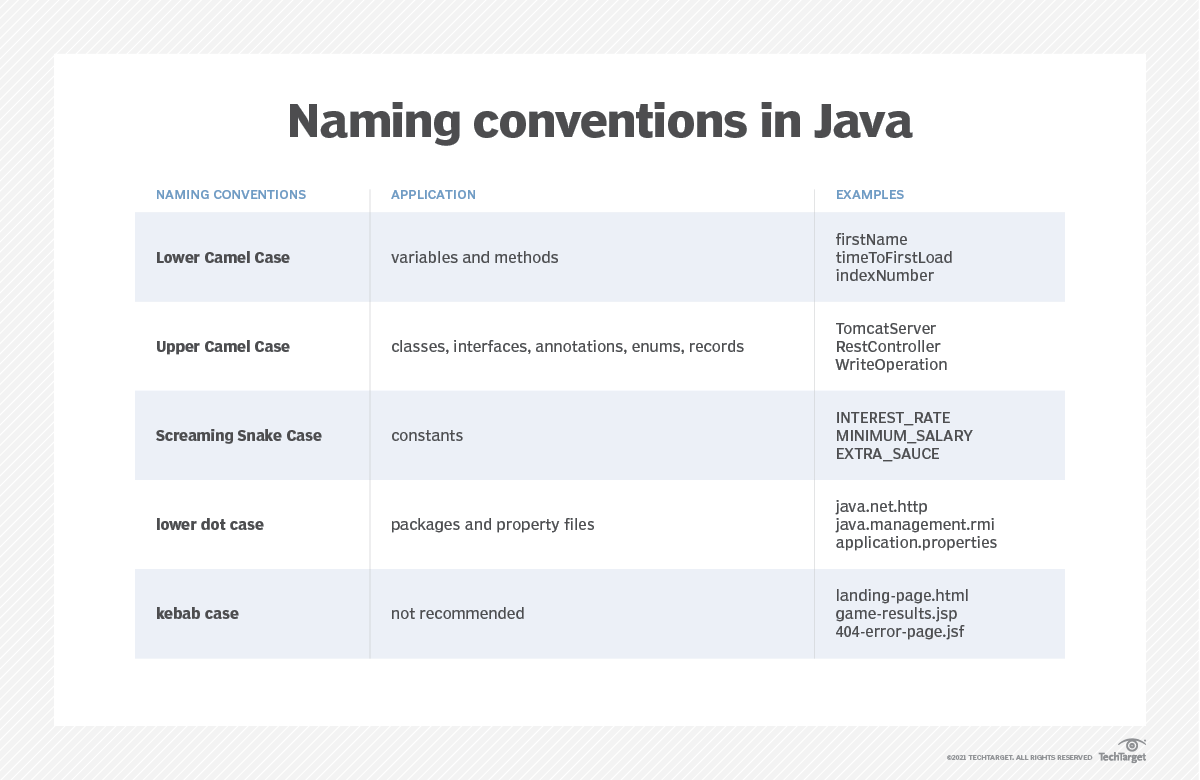 Naming conventions in Java
NAMING CONVENTIONS
APPLICATION
EXAMPLES
Lower Camel Case
variables and methods
firstName
timeToFirstLoad
indexNumber
Upper Camel Case
classes, interfaces, annotations, enums, records
TomcatServer
RestController
WriteOperation
Screaming Snake Case
constants
INTEREST_RATE
MINIMUM_SALARY
EXTRA_SAUCE
lower dot case
packages and property files
java.net.http
java.management.rmi
application.properties
kebab case
not recommended
landing-page.html
game-results.jsp
404-error-page.jsf
©2021 TECHTARGET. ALL RIGHTS RESERVED
TechTarget